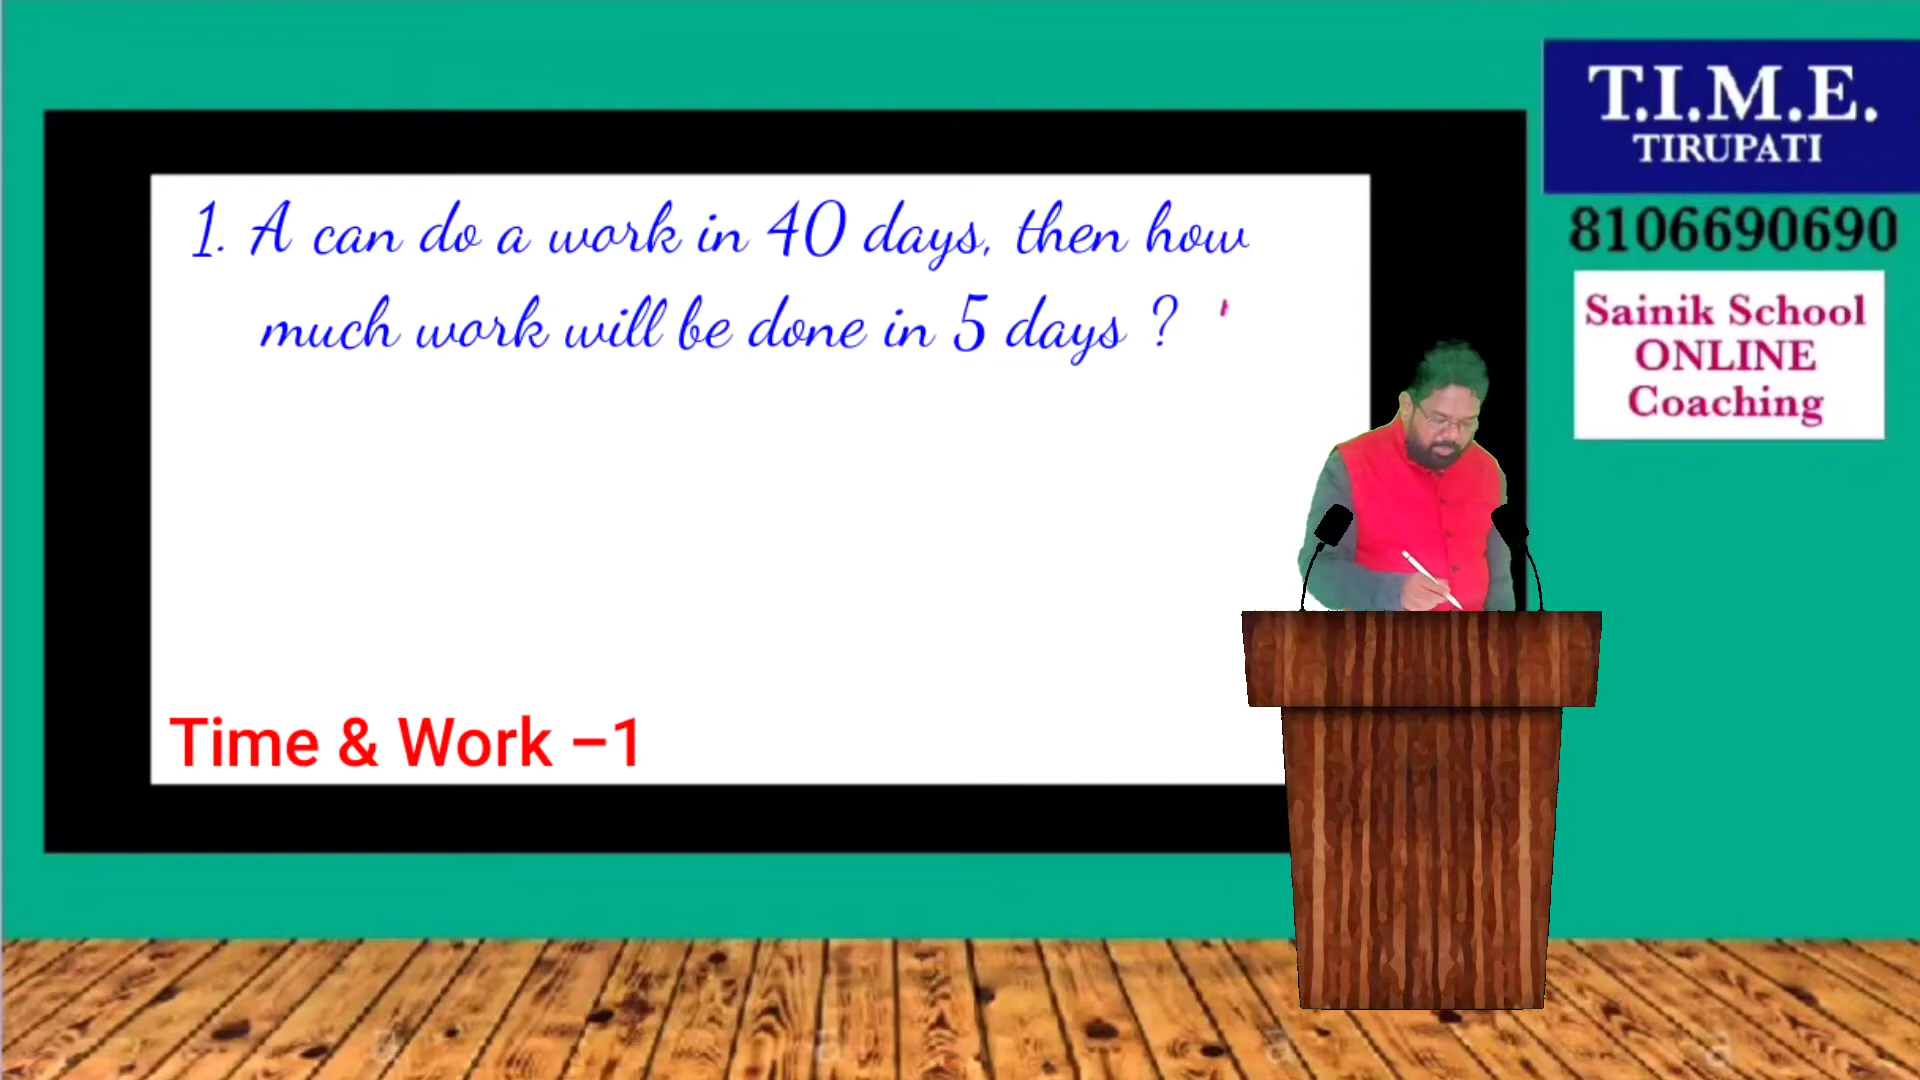 1. A can do a work in 40 days, then how
much work will be done in 5 days ?
Time & Work –1
T.I.M.E.
TIRUPATI
8106690690
Sainik School
ONLINE
Coaching